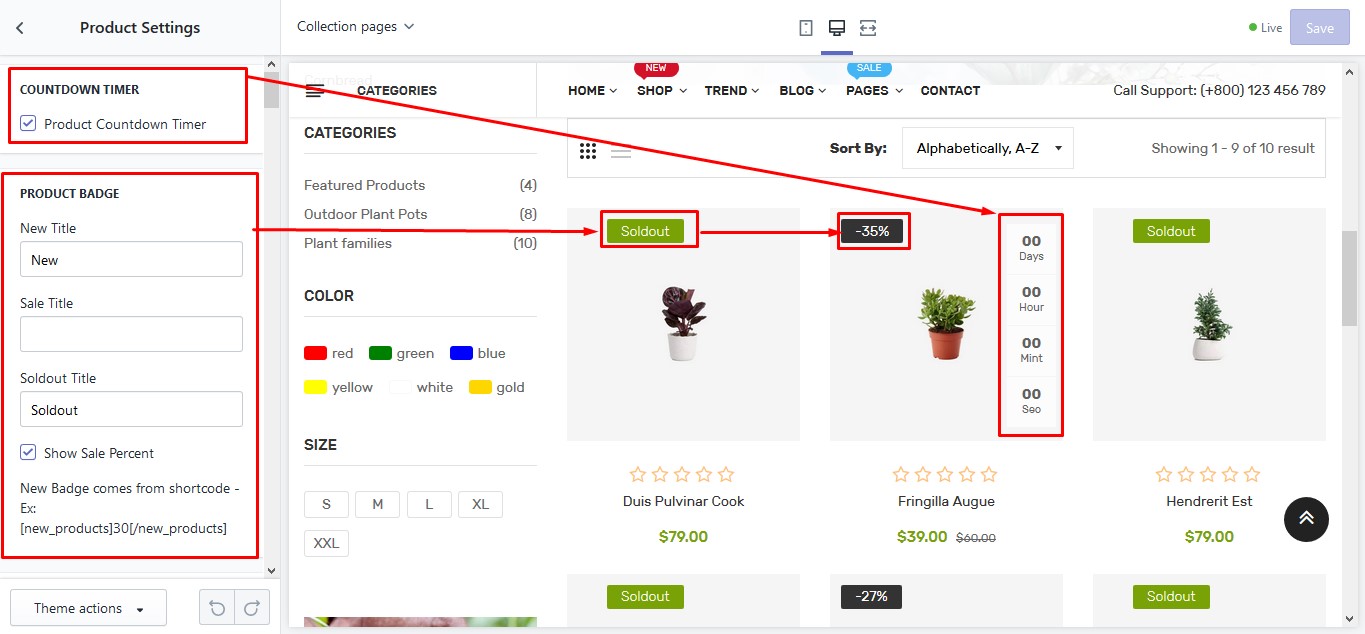 Product Settings
Collection pages
Live
Save
COUNTDOWN TIMER
Product Countdown Timer
PRODUCT BADGE
New Title
New
Sale Title
Soldout Title
Soldout
Show Sale Percent
New Badge comes from shortcode -
Ex:
[new_products]30[/new_products]
Theme actions
Cornbread
NEW
SALE
CATEGORIES
HOME
SHOP
TREND
BLOG
PAGES
CONTACT
Call Support: (+800) 123 456 789
CATEGORIES
Featured Products (4)
Outdoor Plant Pots (8)
Plant families (10)
COLOR
red green blue
yellow white gold
SIZE
S M L XL
XXL
Sort By: Alphabetically, A-Z
Showing 1 - 9 of 10 result
Soldout
-35%
00
Days
00
Hour
00
Mint
00
Seo
Soldout
Duis Pulvinar Cook
$79.00
Fringilla Augue
$39.00 $60.00
Hendrerit Est
$79.00
Soldout
-27%
Soldout